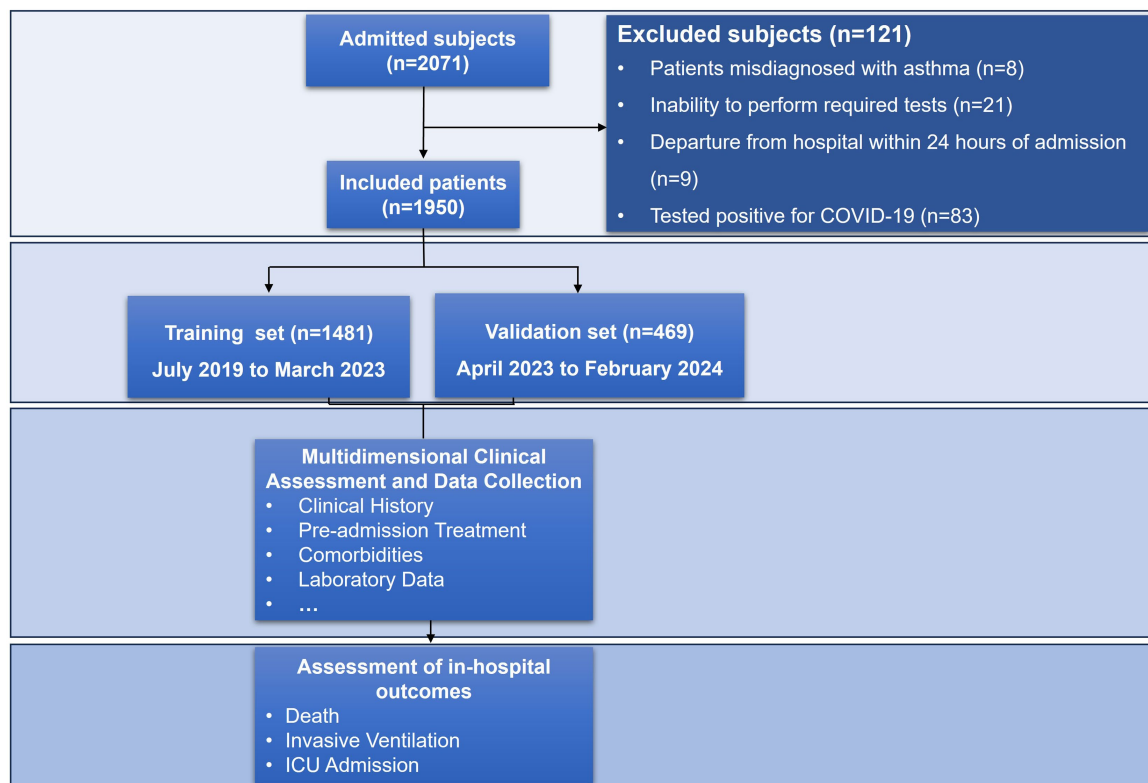 Admitted subjects
(n=2071)
Excluded subjects (n=121)
• Patients misdiagnosed with asthma (n=8)
• Inability to perform required tests (n=21)
• Departure from hospital within 24 hours of admission
(n=9)
• Tested positive for COVID-19 (n=83)
Included patients
(n=1950)
Training set (n=1481)
July 2019 to March 2023
Validation set (n=469)
April 2023 to February 2024
Multidimensional Clinical
Assessment and Data Collection
• Clinical History
• Pre-admission Treatment
• Comorbidities
• Laboratory Data
• ...
Assessment of in-hospital
outcomes
• Death
• Invasive Ventilation
• ICU Admission